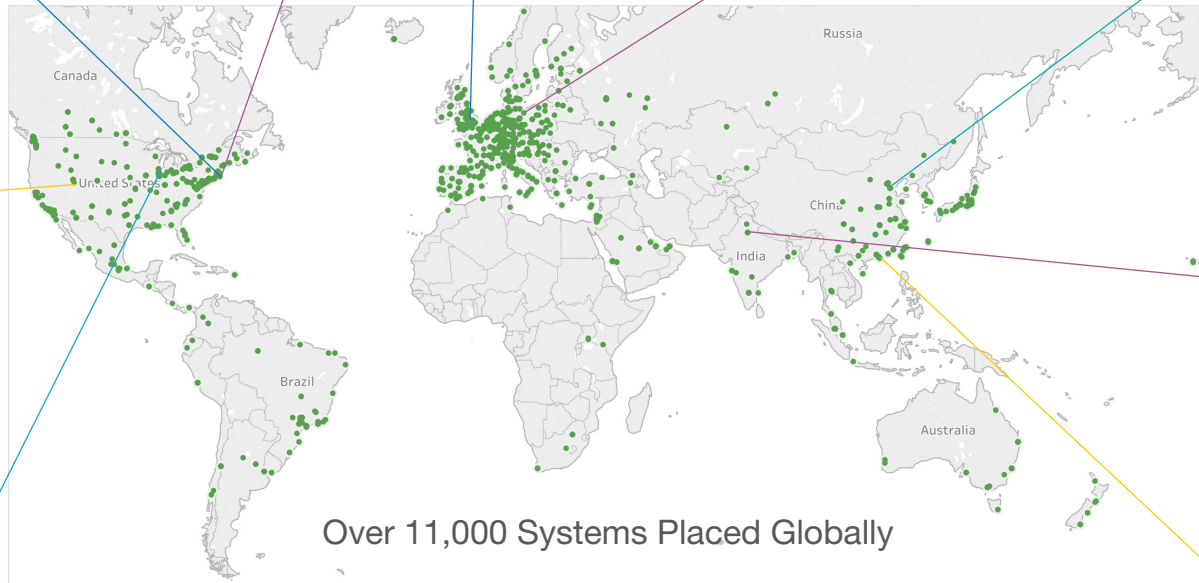 Russia
Canada
United States
China
India
Brazil
Australia
Over 11,000 Systems Placed Globally